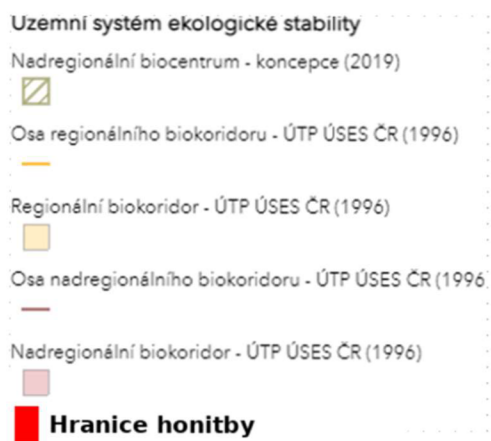 Územní systém ekologické stability
Nadregionální biocentrum - koncepce (2019)
Osa regionálního biokoridoru - ÚTP ÚSES ČR (1996)
Regionální biokoridor - ÚTP ÚSES ČR (1996)
Osa nadregionálního biokoridoru - ÚTP ÚSES ČR (1996
Nadregionální biokoridor - ÚTP ÚSES ČR (1996)
Hranice honitby